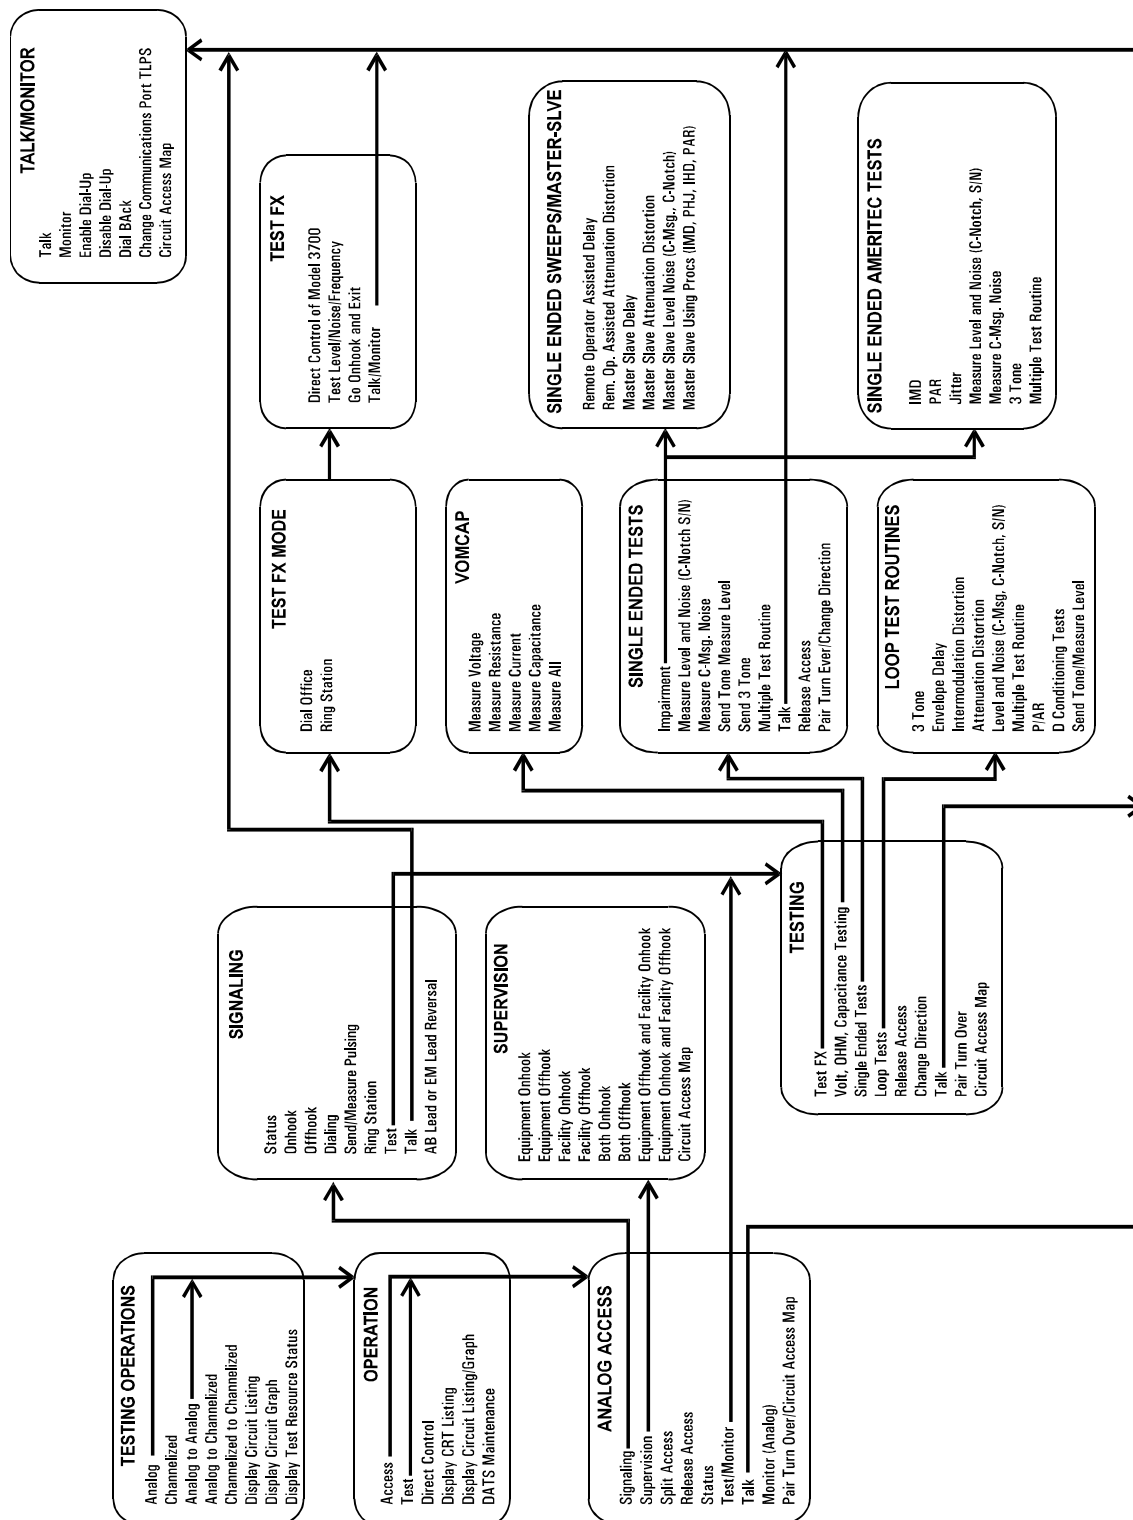 TESTING OPERATIONS
Analog
Channelized
Analog to Analog
Analog to Channelized
Channelized to Channelized
Display Circuit Listing
Display Circuit Graph
Display Test Resource Status
OPERATION
Access
Test
Direct Control
Display CRT Listing
Display Circuit Listing/Graph
DATS Maintenance
ANALOG ACCESS
Signaling
Supervision
Split Access
Release Access
Status
Test/Monitor
Talk
Monitor (Analog)
Pair Turn Over/Circuit Access Map
SIGNALING
Status
Onhook
Offhook
Dialing
Send/Measure Pulsing
Ring Station
Test
Talk
AB Lead or EM Lead Reversal
SUPERVISION
Equipment Onhook
Equipment Offhook
Facility Onhook
Facility Offhook
Both Onhook
Both Offhook
Equipment Offhook and Facility Onhook
Equipment Onhook and Facility Offhook
Circuit Access Map
TESTING
Test FX
Volt, OHM, Capacitance Testing
Single Ended Tests
Loop Tests
Release Access
Change Direction
Talk
Pair Turn Over
Circuit Access Map
TEST FX MODE
Dial Office
Ring Station
VOMCAP
Measure Voltage
Measure Resistance
Measure Current
Measure Capacitance
Measure All
SINGLE ENDED TESTS
Impairment
Measure Level and Noise (C-Notch S/N)
Measure C-Msg. Noise
Send Tone Measure Level
Send 3 Tone
Multiple Test Routine
Talk
Release Access
Pair Turn Ever/Change Direction
LOOP TEST ROUTINES
3 Tone
Envelope Delay
Intermodulation Distortion
Attenuation Distortion
Level and Noise (C-Msg, C-Notch, S/N)
Multiple Test Routine
P/AR
D Conditioning Tests
Send Tone/Measure Level
TEST FX
Direct Control of Model 3700
Test Level/Noise/Frequency
Go Onhook and Exit
Talk/Monitor
SINGLE ENDED SWEEPS/MASTER-SLVE
Remote Operator Assisted Delay
Rem. Op. Assisted Attenuation Distortion
Master Slave Delay
Master Slave Attenuation Distortion
Master Slave Level Noise (C-Msg., C-Notch)
Master Slave Using Procs (IMD, PHJ, IHD, PAR)
SINGLE ENDED AMERITEC TESTS
IMD
PAR
Jitter
Measure Level and Noise (C-Notch, S/N)
Measure C-Msg. Noise
3 Tone
Multiple Test Routine
TALK/MONITOR
Talk
Monitor
Enable Dial-Up
Disable Dial-Up
Dial BAck
Change Communications Port TLPS
Circuit Access Map